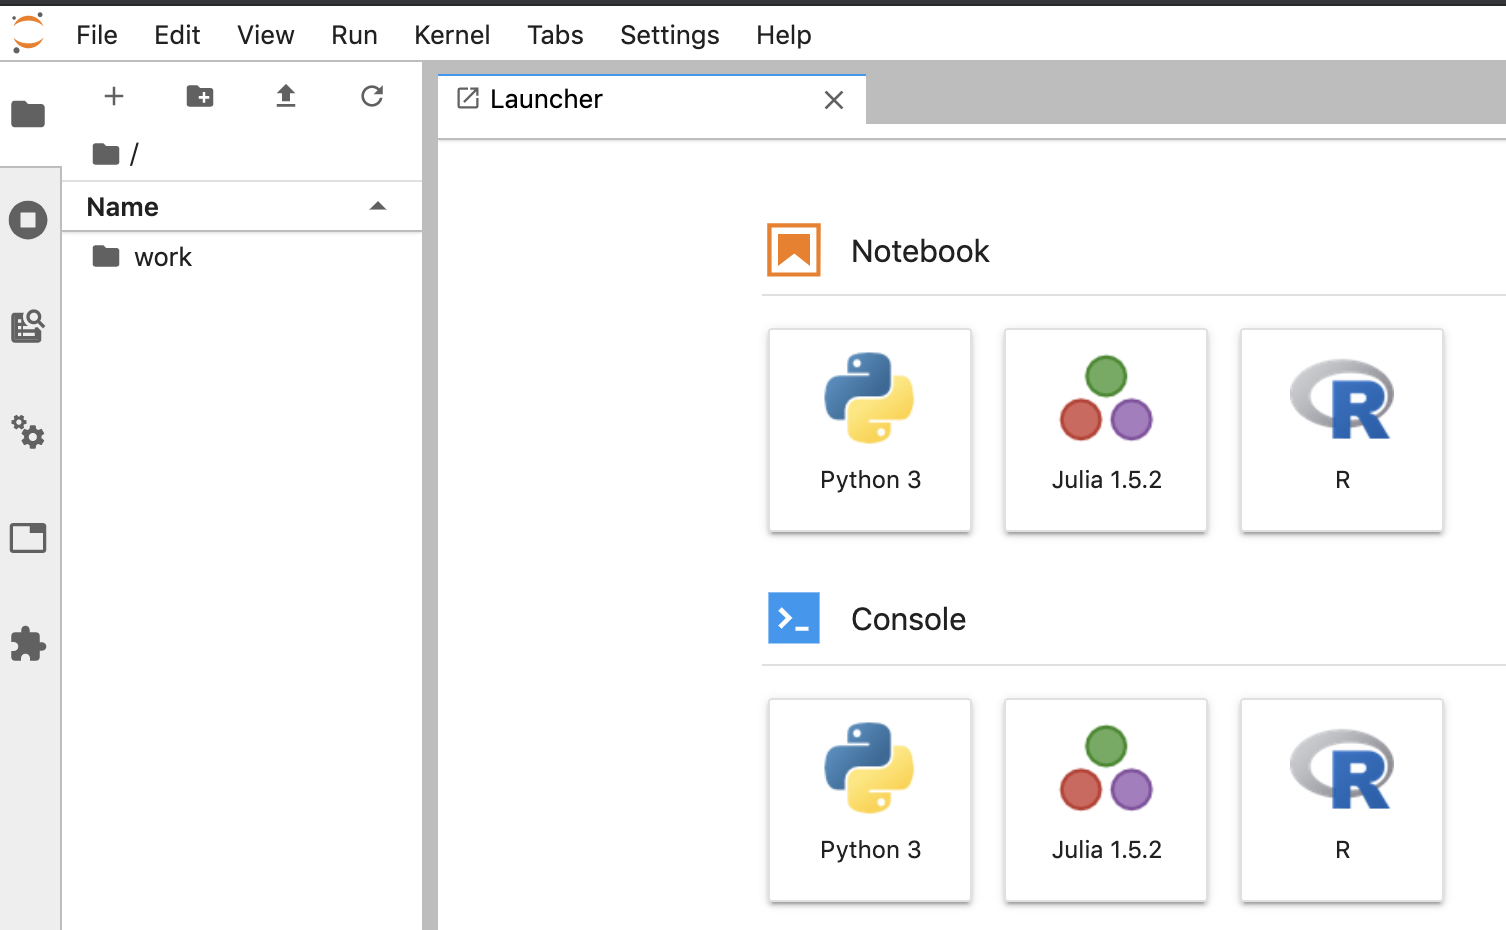 File Edit View Run Kernel Tabs Settings Help
Launcher
/
Name
work
Notebook
Python 3 Julia 1.5.2 R
Console
Python 3 Julia 1.5.2 R